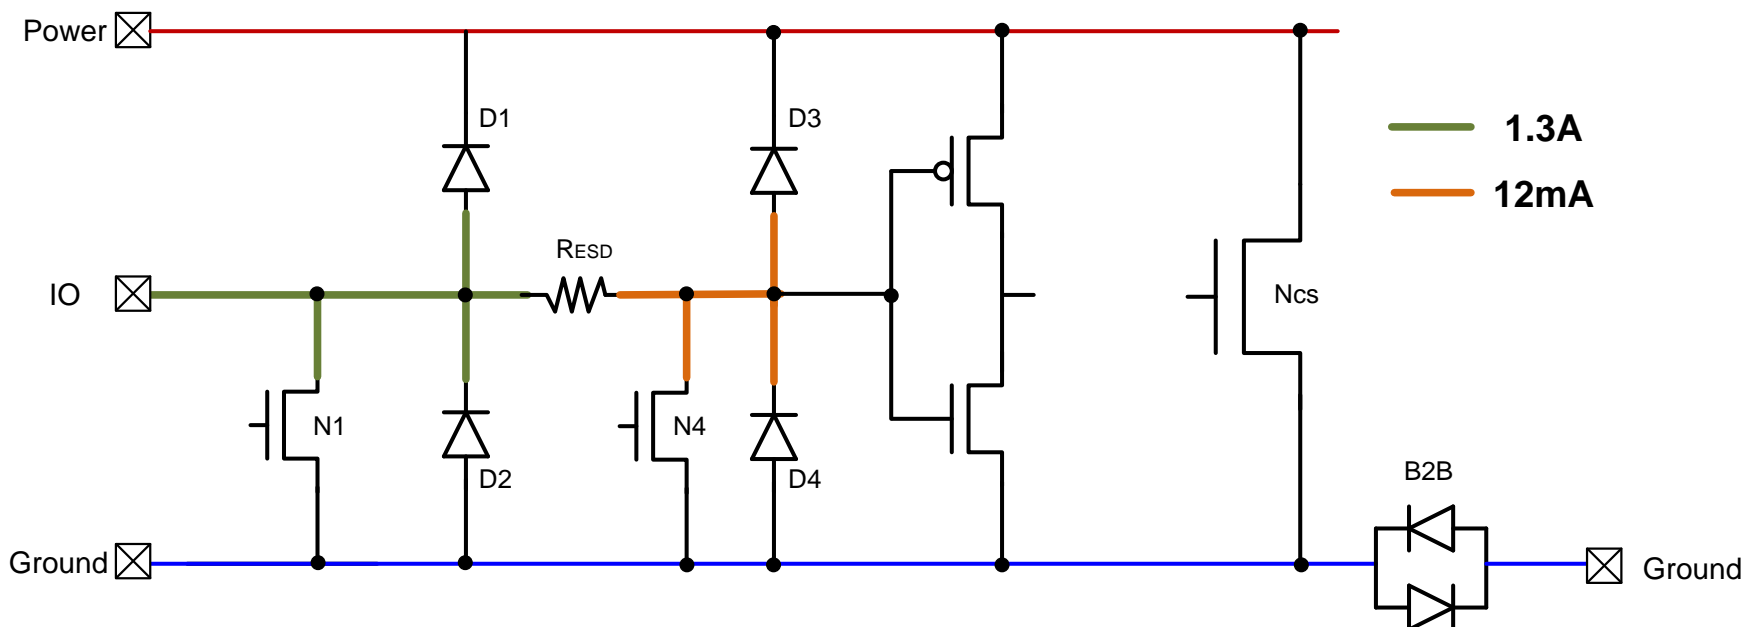 Power
D1
D3
1.3A
12mA
RESD
IO
Ncs
N1
N4
B2B
D2
D4
Ground
Ground